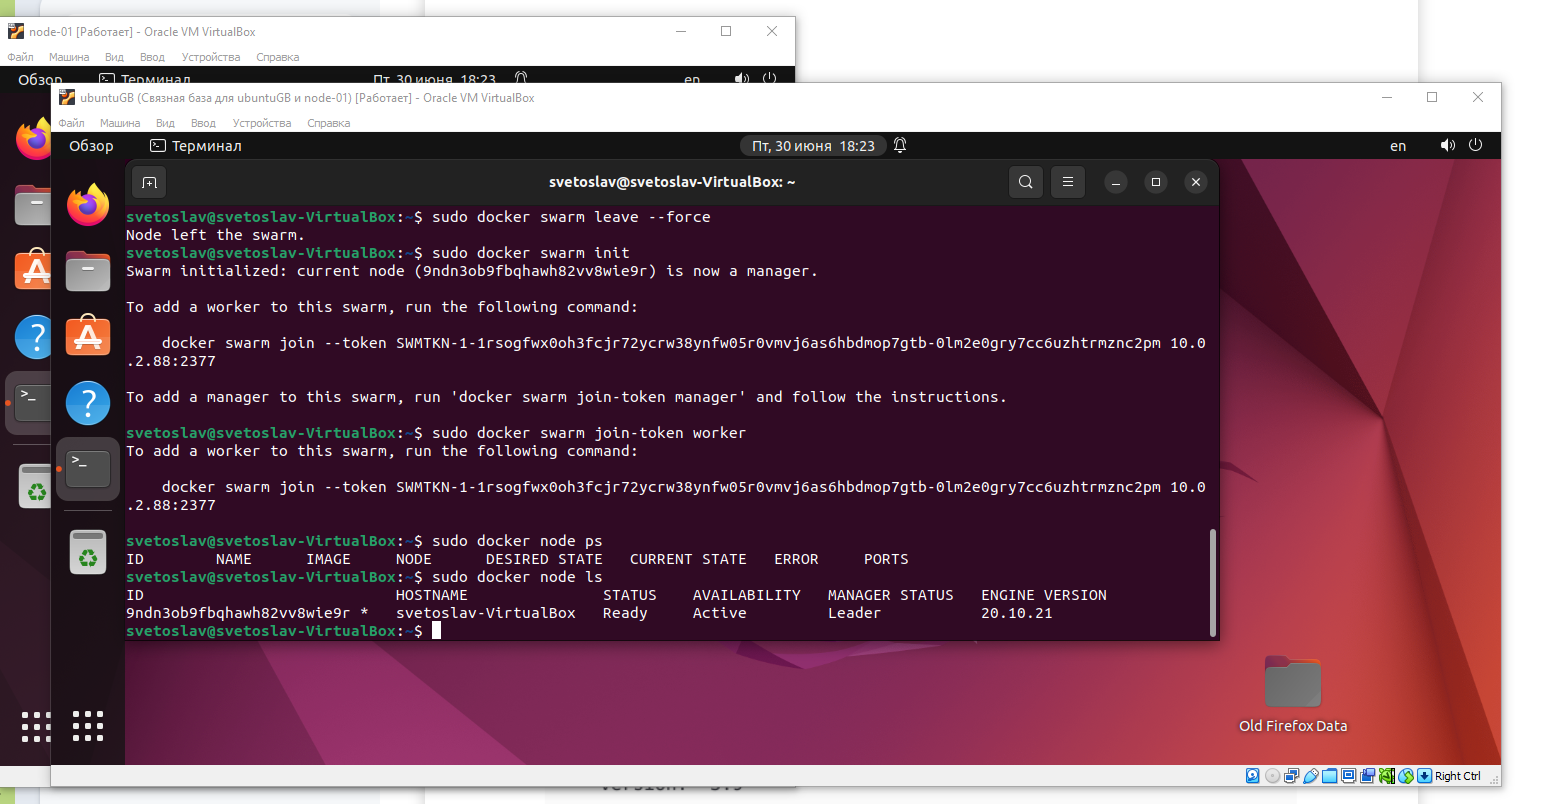 node-01 [Работает] - Oracle VM VirtualBox
Файл Машина Вид Ввод Устройства Справка
Обзор Терминал Пт, 30 июня 18:23 en
ubuntuGB (Связная база для ubuntuGB и node-01) [Работает] - Oracle VM VirtualBox
Файл Машина Вид Ввод Устройства Справка
Обзор Терминал Пт, 30 июня 18:23 en
svetoslav@svetoslav-VirtualBox: ~
svetoslav@svetoslav-VirtualBox:~$ sudo docker swarm leave --force
Node left the swarm.
svetoslav@svetoslav-VirtualBox:~$ sudo docker swarm init
Swarm initialized: current node (9ndn3ob9fbqhawh82vv8wie9r) is now a manager.
To add a worker to this swarm, run the following command:
docker swarm join --token SWMTKN-1-1rsogfwx0oh3fcjr72ycrw38ynfw05r0vmvj6as6hbdmop7gtb-0lm2e0gry7cc6uzhtrmznc2pm 10.0
.2.88:2377
To add a manager to this swarm, run 'docker swarm join-token manager' and follow the instructions.
svetoslav@svetoslav-VirtualBox:~$ sudo docker swarm join-token worker
To add a worker to this swarm, run the following command:
docker swarm join --token SWMTKN-1-1rsogfwx0oh3fcjr72ycrw38ynfw05r0vmvj6as6hbdmop7gtb-0lm2e0gry7cc6uzhtrmznc2pm 10.0
.2.88:2377
svetoslav@svetoslav-VirtualBox:~$ sudo docker node ps
ID NAME IMAGE NODE DESIRED STATE CURRENT STATE ERROR PORTS
svetoslav@svetoslav-VirtualBox:~$ sudo docker node ls
ID HOSTNAME STATUS AVAILABILITY MANAGER STATUS ENGINE VERSION
9ndn3ob9fbqhawh82vv8wie9r * svetoslav-VirtualBox Ready Active Leader 20.10.21
svetoslav@svetoslav-VirtualBox:~$
Old Firefox Data
Right Ctrl